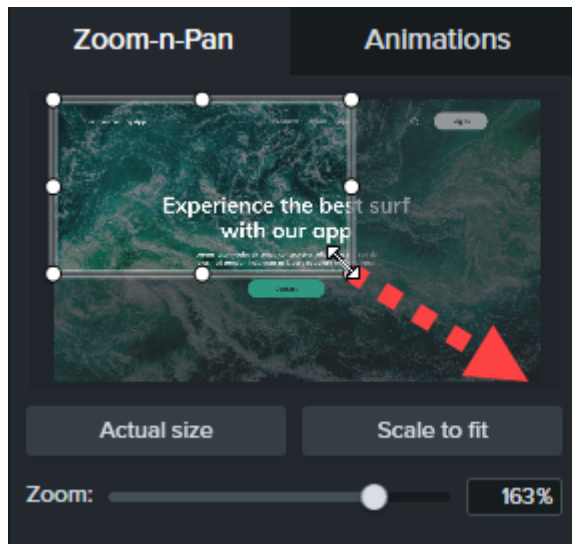 Zoom-n-Pan
Animations
Experience the best surf
with our app
Actual size
Scale to fit
Zoom:
163%